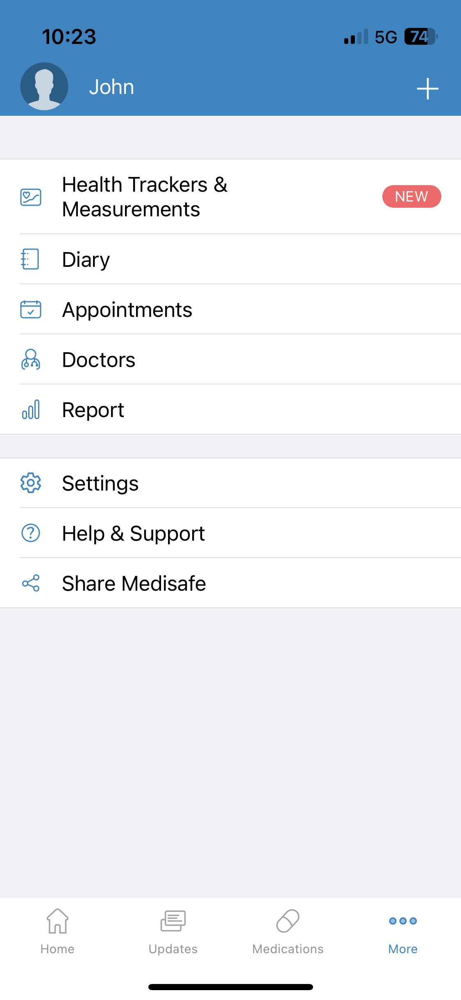 10:23
5G 74
John
Health Trackers &
Measurements
NEW
Diary
Appointments
Doctors
Report
Settings
Help & Support
Share Medisafe
Home
Updates
Medications
More